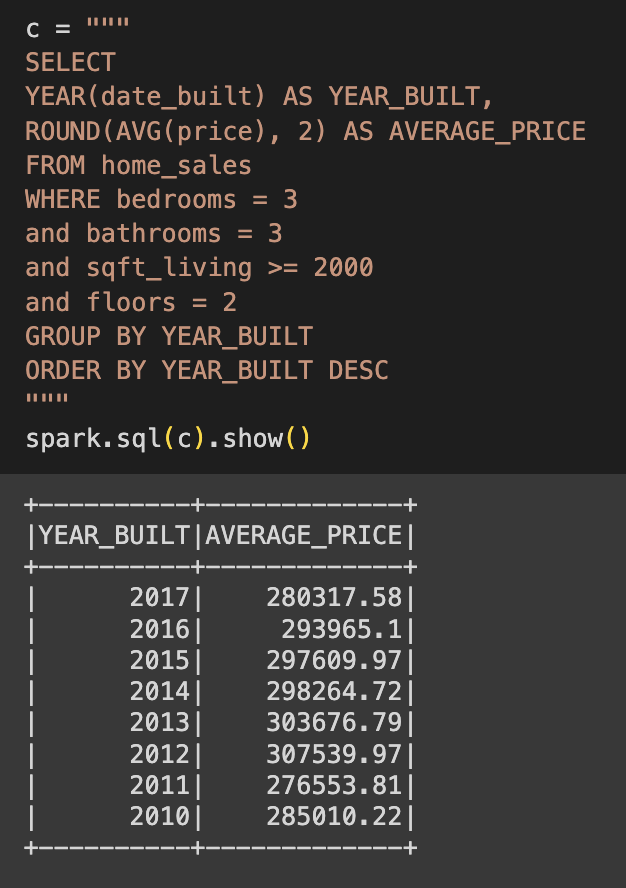 c = """
SELECT
YEAR(date_built) AS YEAR_BUILT,
ROUND(AVG(price), 2) AS AVERAGE_PRICE
FROM home_sales
WHERE bedrooms = 3
and bathrooms = 3
and sqft_living >= 2000
and floors = 2
GROUP BY YEAR_BUILT
ORDER BY YEAR_BUILT DESC
"""
spark.sql(c).show()
+----------+-------------+
|YEAR_BUILT|AVERAGE_PRICE|
+----------+-------------+
|      2017|    280317.58|
|      2016|     293965.1|
|      2015|    297609.97|
|      2014|    298264.72|
|      2013|    303676.79|
|      2012|    307539.97|
|      2011|    276553.81|
|      2010|    285010.22|
+----------+-------------+